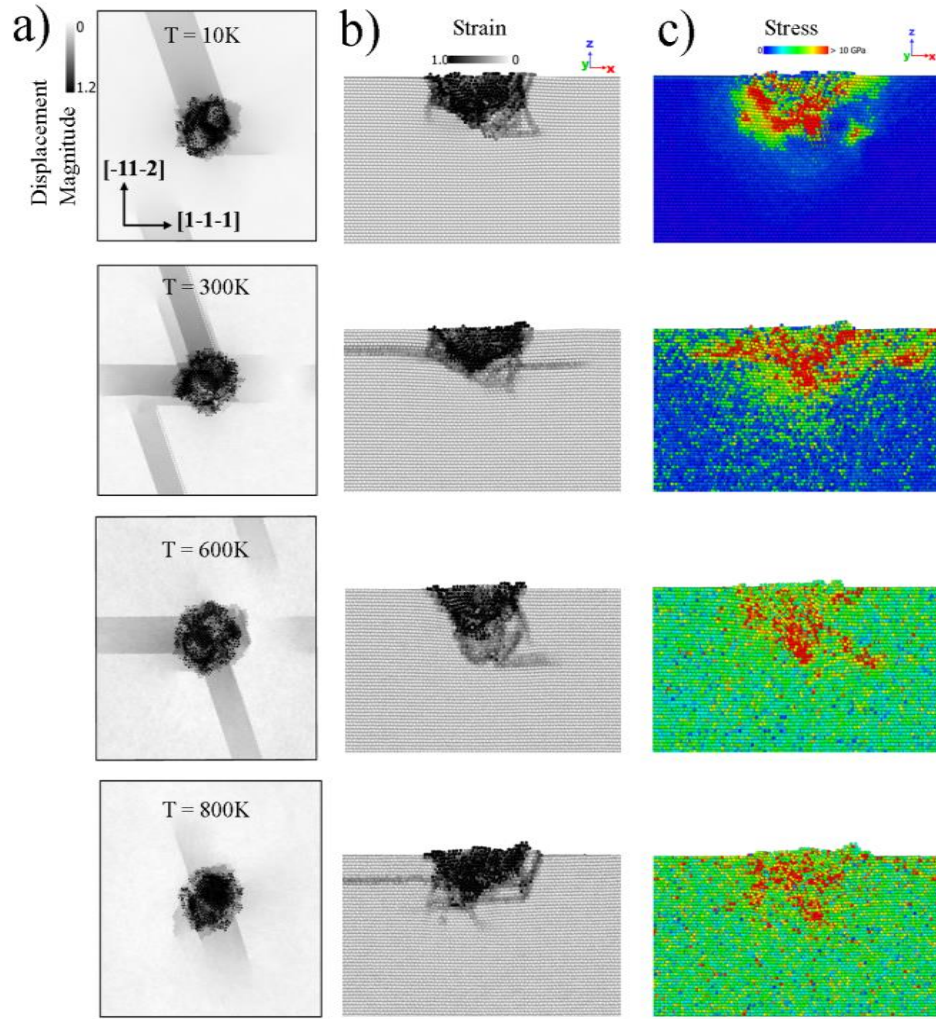 a)
0
1.2
Displacement
Magnitude
T = 10K
[-11-2]
[1-1-1]
b)
Strain
1.0
0
z
y
x
c)
Stress
0
> 10 GPa
z
y
x
T = 300K
T = 600K
T = 800K